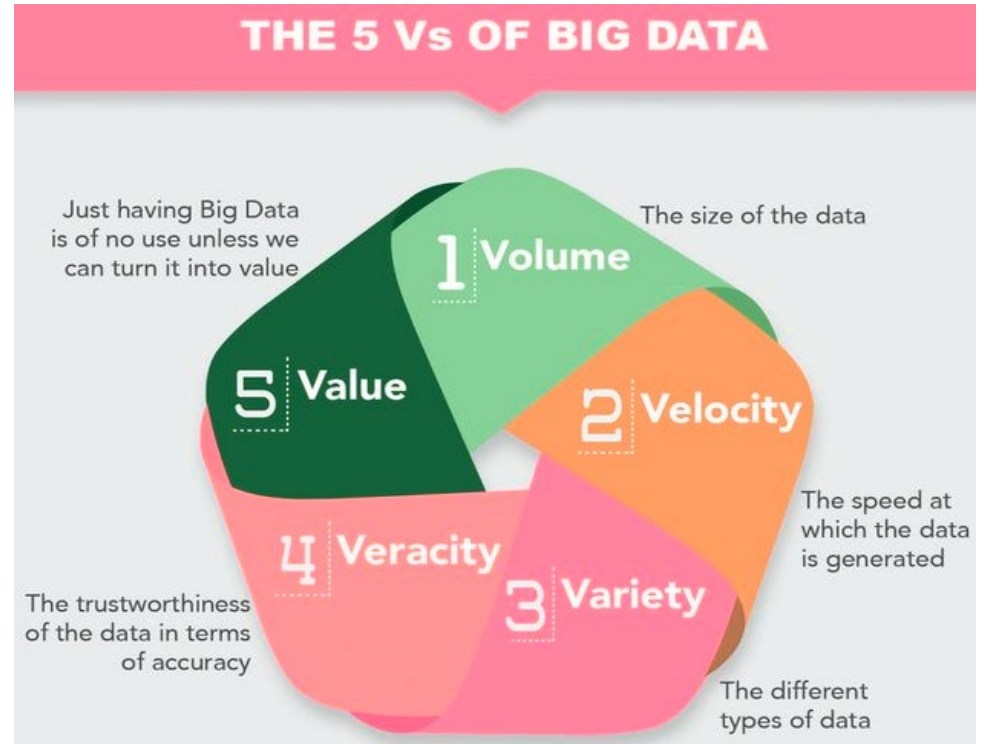 THE 5 Vs OF BIG DATA
1 Volume
The size of the data
2 Velocity
The speed at
which the data
is generated
3 Variety
The different
types of data
4 Veracity
The trustworthiness
of the data in terms
of accuracy
5 Value
Just having Big Data
is of no use unless we
can turn it into value